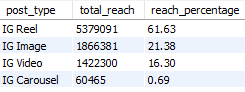 post_type total_reach reach_percentage
IG Reel 5379091 61.63
IG Image 1866381 21.38
IG Video 1422300 16.30
IG Carousel 60465 0.69